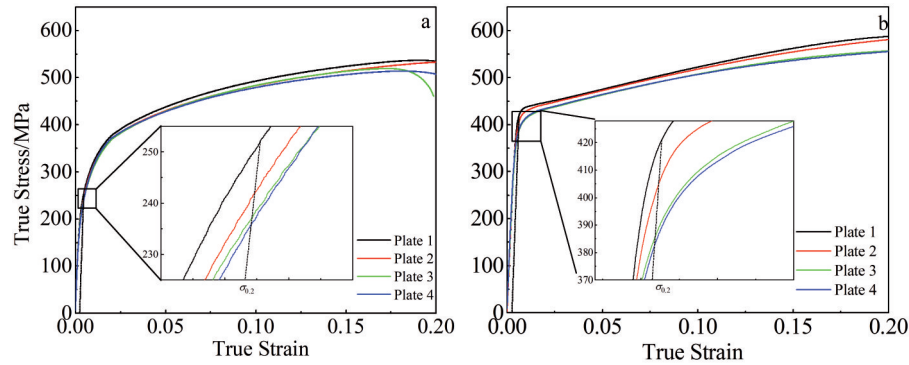 a
600
500
400
300
200
100
0
True Stress/MPa
0.00 0.05 0.10 0.15 0.20
True Strain
250
240
230
σ0.2
Plate 1
Plate 2
Plate 3
Plate 4
b
600
500
400
300
200
100
0
0.00 0.05 0.10 0.15 0.20
True Strain
420
410
400
390
380
370
σ0.2
Plate 1
Plate 2
Plate 3
Plate 4